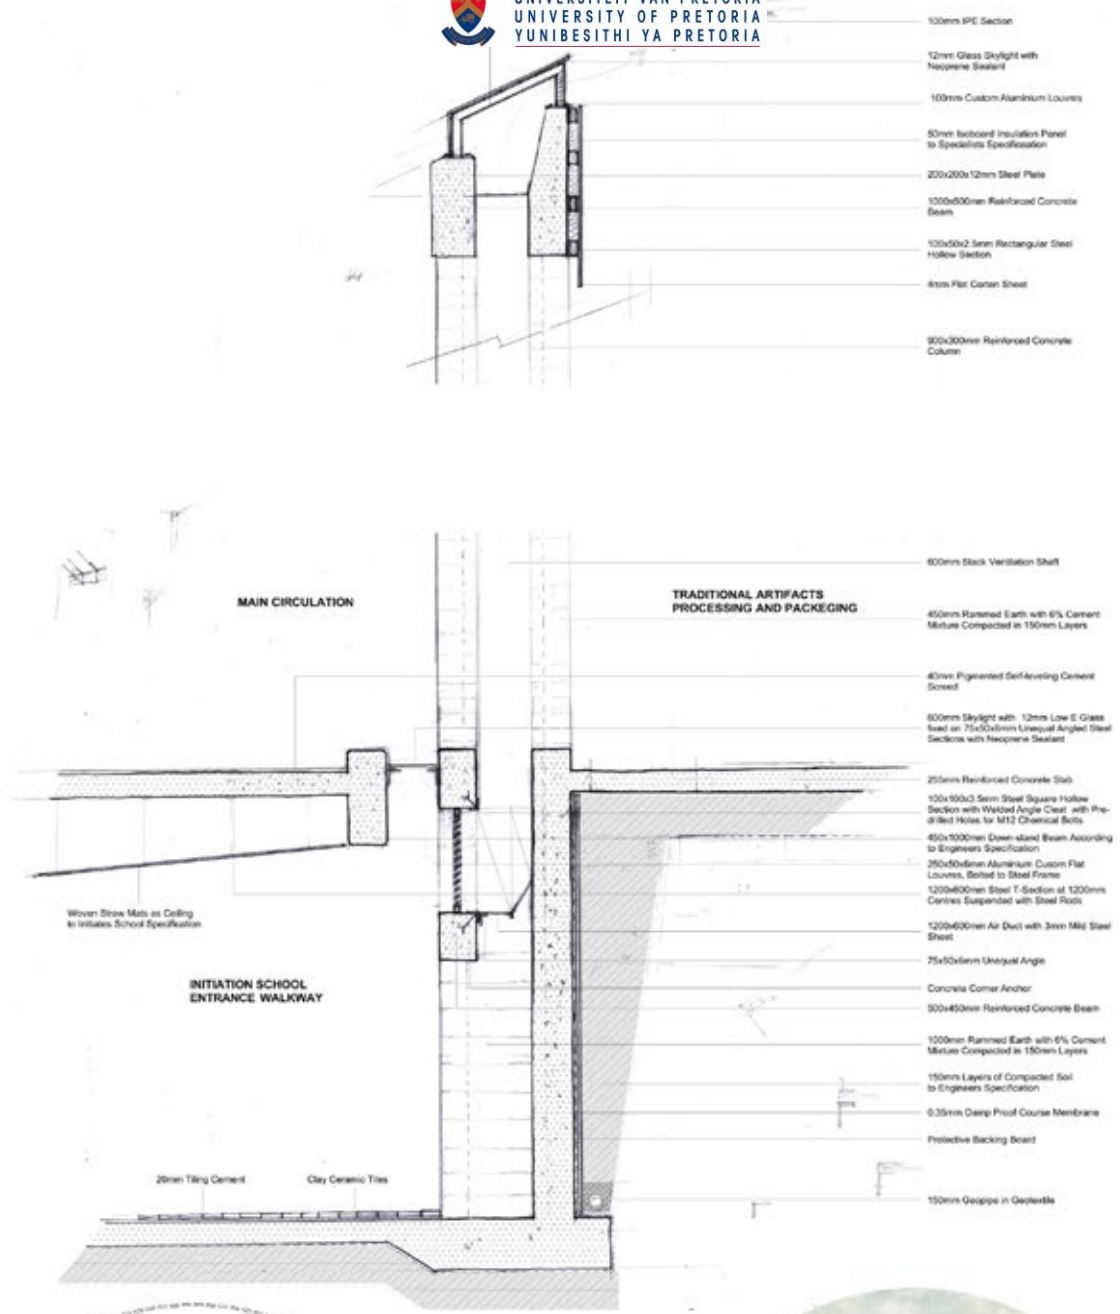 UNIVERSITEIT VAN PRETORIA
UNIVERSITY OF PRETORIA
YUNIBESITHI YA PRETORIA
100mm IPE Section
12mm Glass Skylight with
Neoprene Sealant
100mm Custom Aluminium Louvres
50mm Isoboard Insulation Panel
to Specialists Specification
200x200x12mm Steel Plate
1000x500mm Reinforced Concrete
Beam
100x50x2.5mm Rectangular Steel
Hollow Section
4mm Flat Corten Sheet
900x300mm Reinforced Concrete
Column
600mm Stack Ventilation Shaft
MAIN CIRCULATION
TRADITIONAL ARTIFACTS
PROCESSING AND PACKEGING
450mm Rammed Earth with 6% Cement
Mixture Compacted in 150mm Layers
40mm Pigmented Self-leveling Cement
Screed
600mm Skylight with 12mm Low E Glass
fixed on 75x50x6mm Unequal Angled Steel
Sections with Neoprene Sealant
255mm Reinforced Concrete Slab
100x100x3.5mm Steel Square Hollow
Section with Welded Angle Cleat with Pre-
drilled Holes for M12 Chemical Bolts
450x1000mm Down-stand Beam According
to Engineers Specification
250x50x6mm Aluminium Cusom Flat
Louvres, Bolted to Steel Frame
1200x600mm Steel T-Section at 1200mm
Centres Suspended with Steel Rods
Woven Straw Mats as Ceiling
to Initiates School Specification
1200x600mm Air Duct with 3mm Mild Steel
Sheet
75x50x6mm Unequal Angle
INITIATION SCHOOL
ENTRANCE WALKWAY
Concrete Corner Anchor
500x450mm Reinforced Concrete Beam
1000mm Rammed Earth with 6% Cement
Mixture Compacted in 150mm Layers
150mm Layers of Compacted Soil
to Engineers Specification
0.35mm Damp Proof Course Membrane
Protective Backing Board
20mm Tiling Cement
Clay Ceramic Tiles
150mm Geopipe in Geotextile